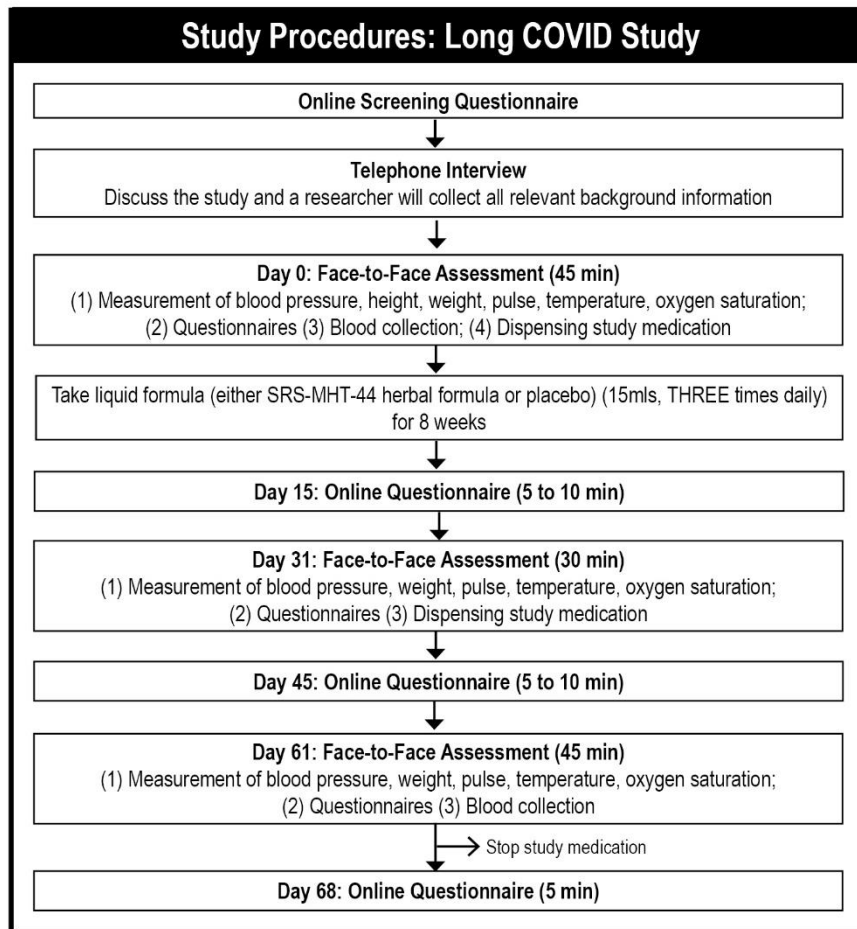 Study Procedures: Long COVID Study
Online Screening Questionnaire
Telephone Interview
Discuss the study and a researcher will collect all relevant background information
Day 0: Face-to-Face Assessment (45 min)
(1) Measurement of blood pressure, height, weight, pulse, temperature, oxygen saturation;
(2) Questionnaires (3) Blood collection; (4) Dispensing study medication
Take liquid formula (either SRS-MHT-44 herbal formula or placebo) (15mls, THREE times daily)
for 8 weeks
Day 15: Online Questionnaire (5 to 10 min)
Day 31: Face-to-Face Assessment (30 min)
(1) Measurement of blood pressure, weight, pulse, temperature, oxygen saturation;
(2) Questionnaires (3) Dispensing study medication
Day 45: Online Questionnaire (5 to 10 min)
Day 61: Face-to-Face Assessment (45 min)
(1) Measurement of blood pressure, weight, pulse, temperature, oxygen saturation;
(2) Questionnaires (3) Blood collection
Stop study medication
Day 68: Online Questionnaire (5 min)